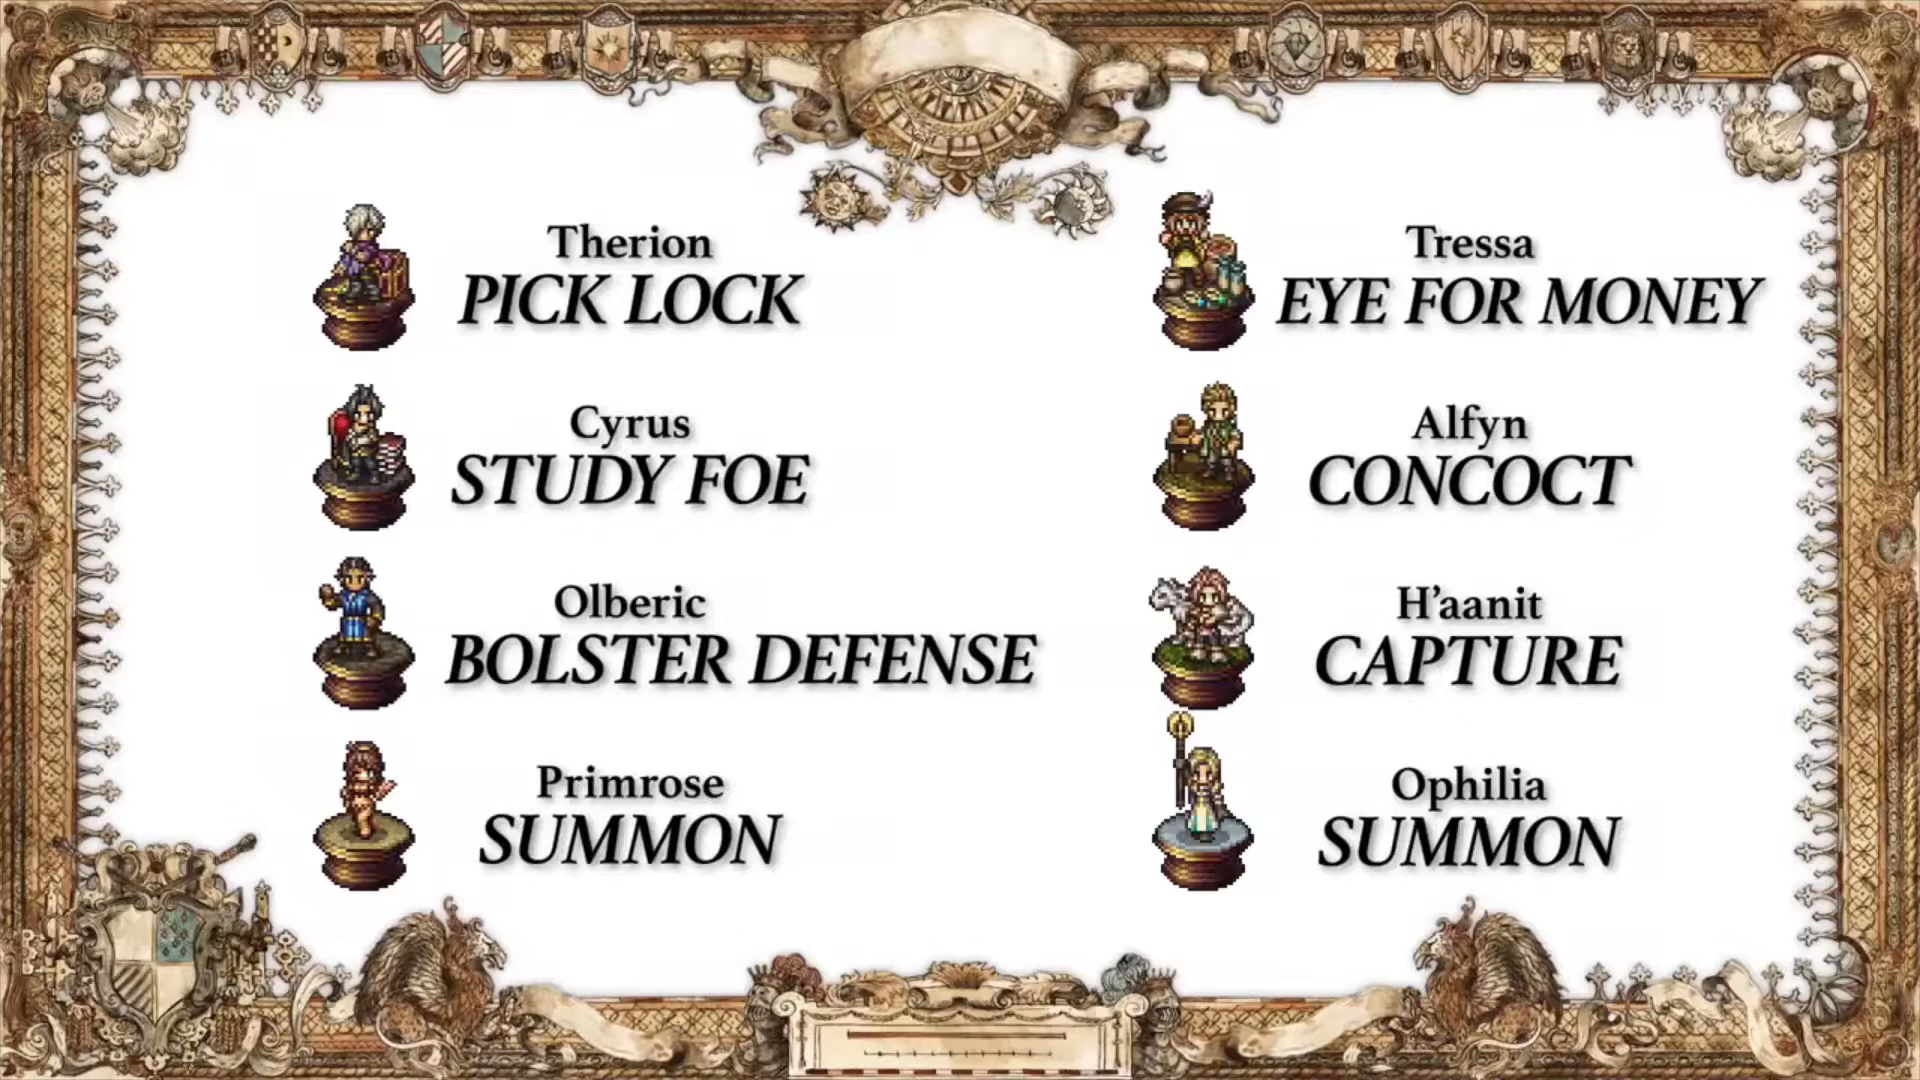 Therion
PICK LOCK
Tressa
EYE FOR MONEY
Cyrus
STUDY FOE
Alfyn
CONCOCT
Olberic
BOLSTER DEFENSE
H’aanit
CAPTURE
Primrose
SUMMON
Ophilia
SUMMON